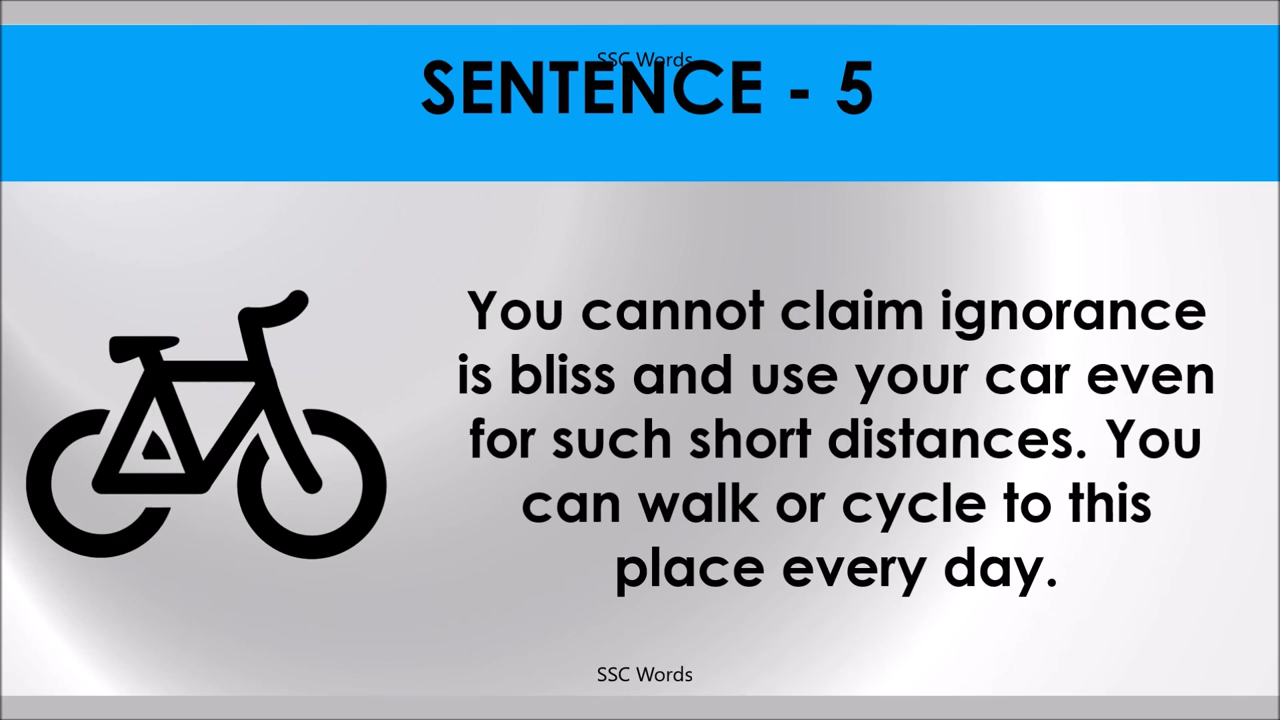 SSC Words
SENTENCE - 5
You cannot claim ignorance
is bliss and use your car even
for such short distances. You
can walk or cycle to this
place every day.
SSC Words